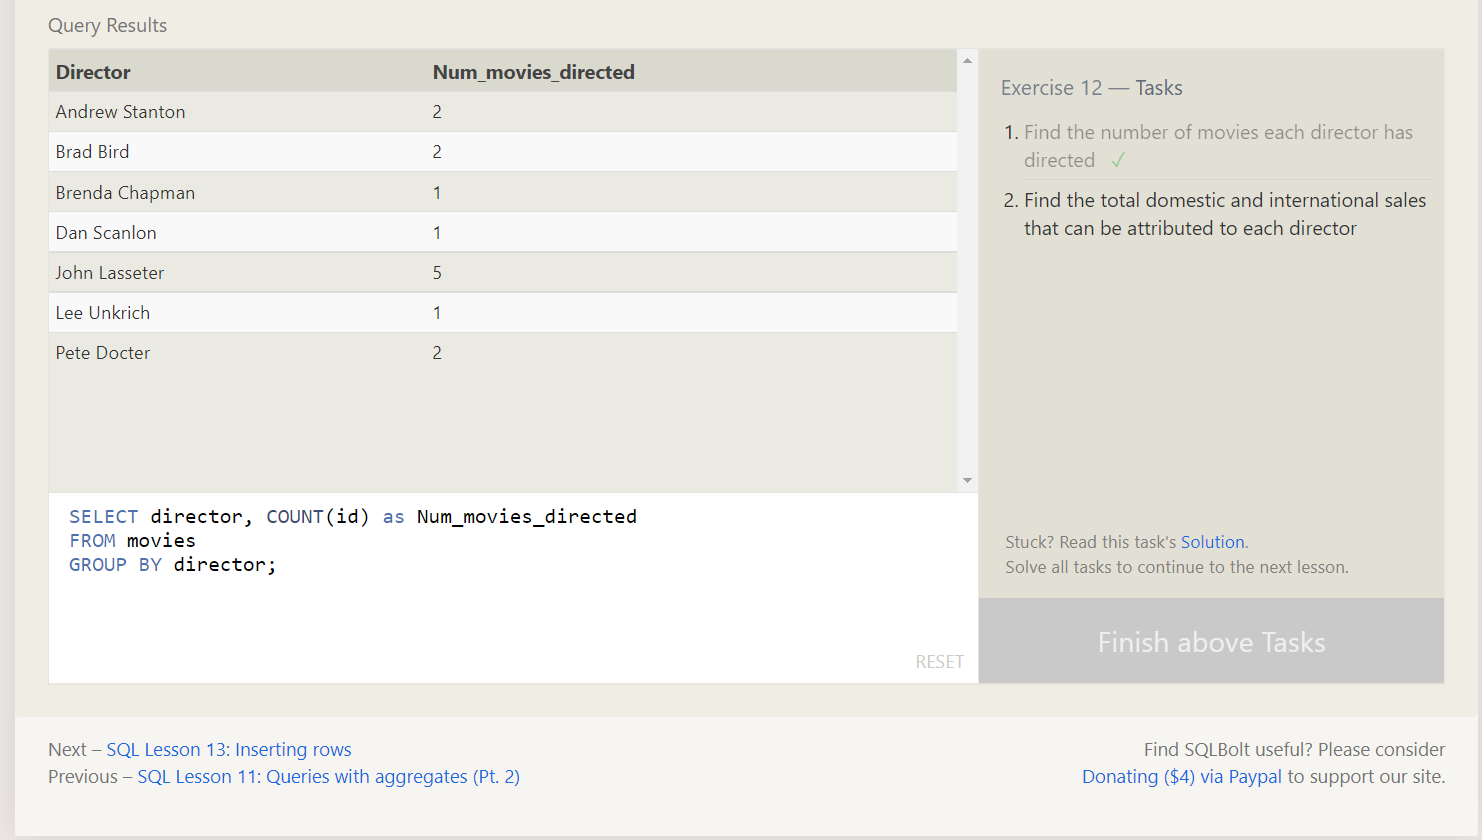 Query Results
Director Num_movies_directed
Andrew Stanton 2
Brad Bird 2
Brenda Chapman 1
Dan Scanlon 1
John Lasseter 5
Lee Unkrich 1
Pete Docter 2
SELECT director, COUNT(id) as Num_movies_directed
FROM movies
GROUP BY director;
RESET
Exercise 12 — Tasks
1. Find the number of movies each director has
directed ✓
2. Find the total domestic and international sales
that can be attributed to each director
Stuck? Read this task's Solution.
Solve all tasks to continue to the next lesson.
Finish above Tasks
Next – SQL Lesson 13: Inserting rows
Previous – SQL Lesson 11: Queries with aggregates (Pt. 2)
Find SQLBolt useful? Please consider
Donating ($4) via Paypal to support our site.